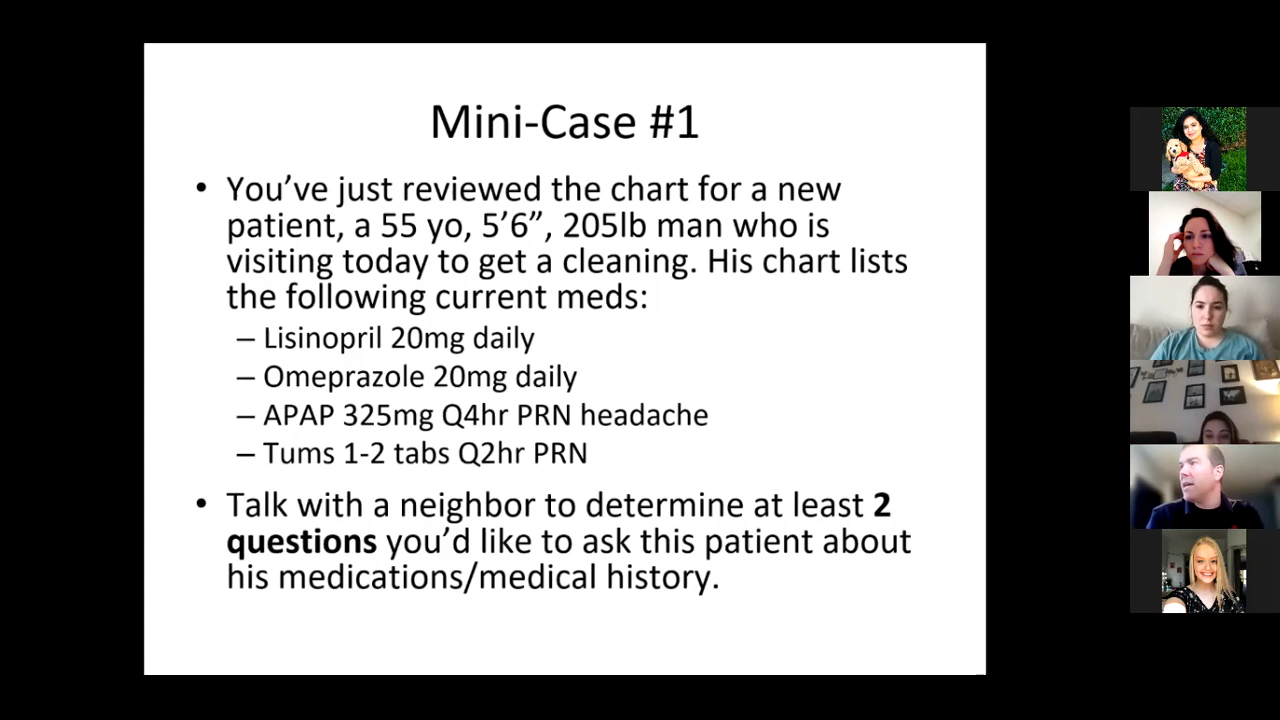 Mini-Case #1
• You’ve just reviewed the chart for a new
patient, a 55 yo, 5’6”, 205lb man who is
visiting today to get a cleaning. His chart lists
the following current meds:
– Lisinopril 20mg daily
– Omeprazole 20mg daily
– APAP 325mg Q4hr PRN headache
– Tums 1-2 tabs Q2hr PRN
• Talk with a neighbor to determine at least 2
questions you’d like to ask this patient about
his medications/medical history.